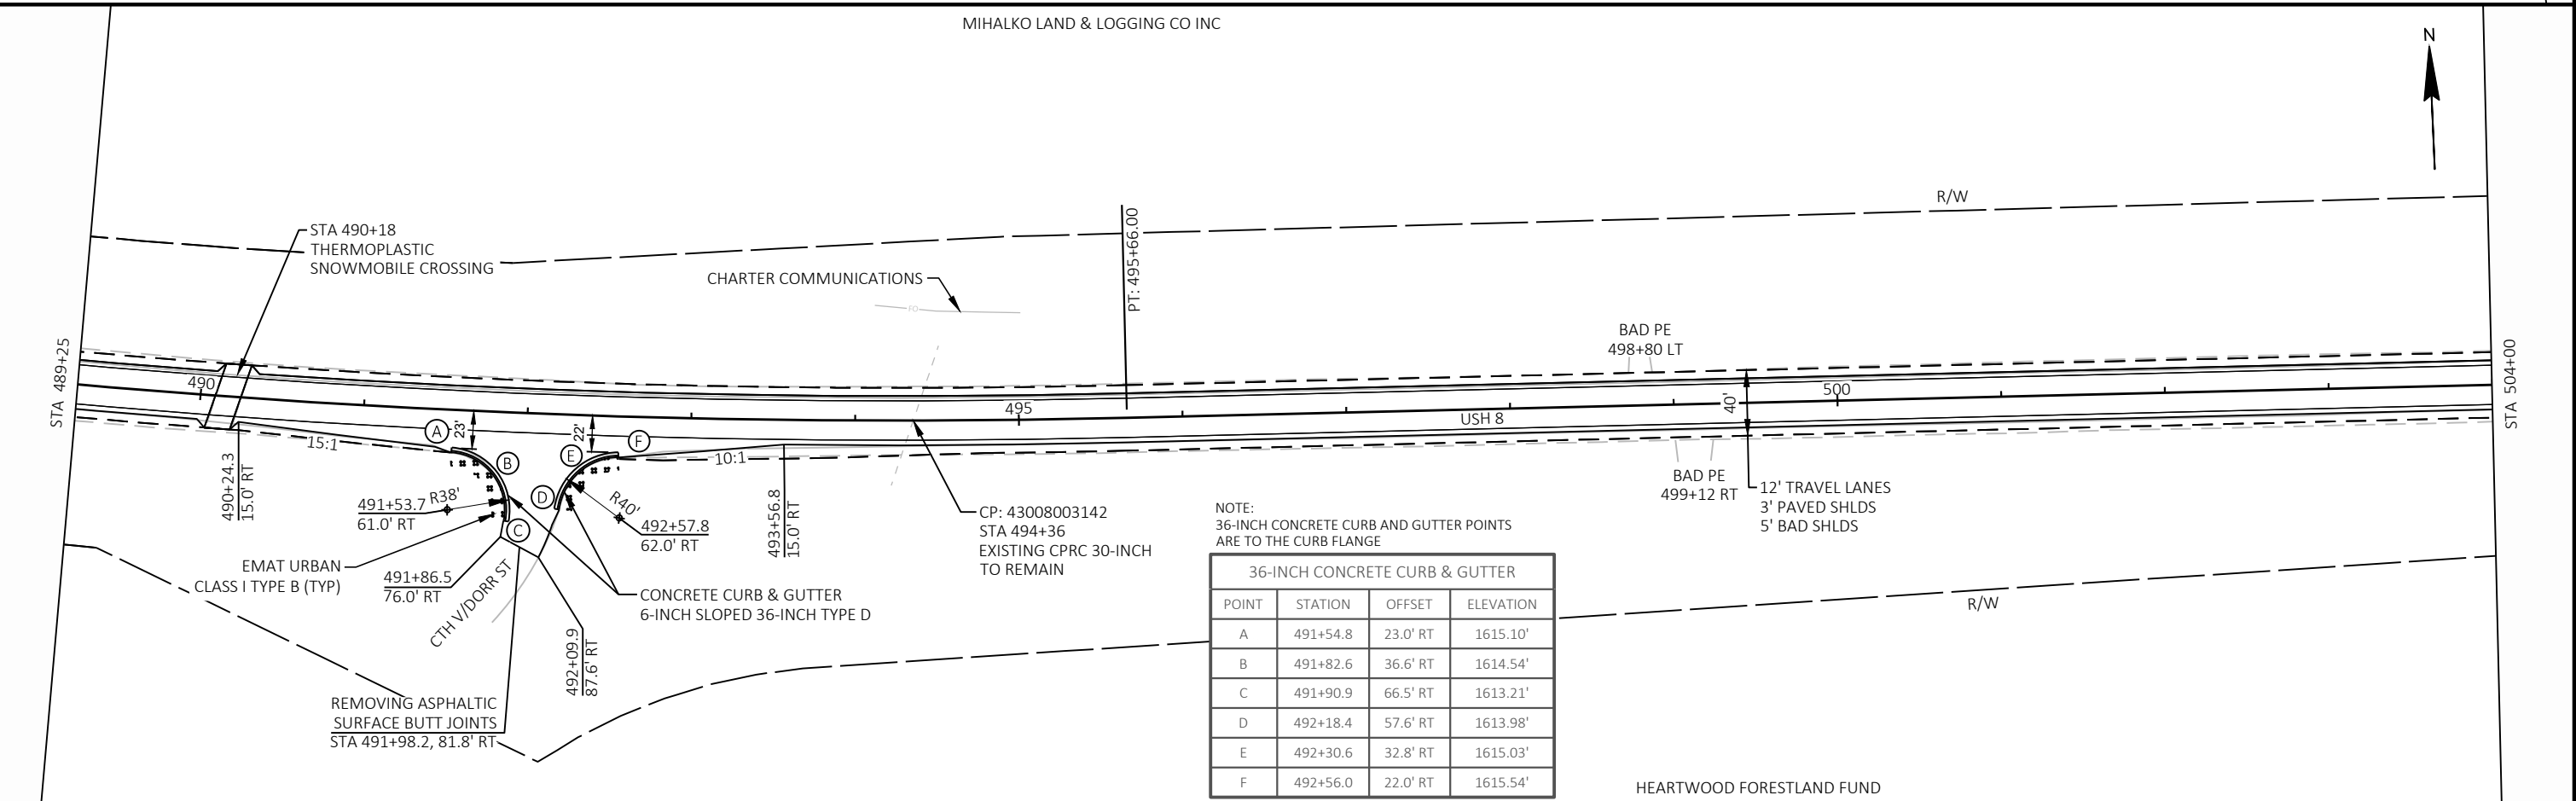 MIHALKO LAND & LOGGING CO INC
N
R/W
STA 490+18
THERMOPLASTIC
SNOWMOBILE CROSSING
CHARTER COMMUNICATIONS
FO
PT: 495+66.00
BAD PE
498+80 LT
STA 489+25
STA 504+00
490
495
500
USH 8
40'
A
23'
22'
E
F
B
D
C
15:1
10:1
490+24.3
15.0' RT
491+53.7
61.0' RT
R38'
R40'
492+57.8
62.0' RT
493+56.8
15.0' RT
BAD PE
499+12 RT
12' TRAVEL LANES
3' PAVED SHLDS
5' BAD SHLDS
CP: 43008003142
STA 494+36
EXISTING CPRC 30-INCH
TO REMAIN
EMAT URBAN
CLASS I TYPE B (TYP)
491+86.5
76.0' RT
CTH V/DORR ST
CONCRETE CURB & GUTTER
6-INCH SLOPED 36-INCH TYPE D
492+09.9
87.6' RT
REMOVING ASPHALTIC
SURFACE BUTT JOINTS
STA 491+98.2, 81.8' RT
NOTE:
36-INCH CONCRETE CURB AND GUTTER POINTS
ARE TO THE CURB FLANGE
36-INCH CONCRETE CURB & GUTTER
POINT STATION OFFSET ELEVATION
A 491+54.8 23.0' RT 1615.10'
B 491+82.6 36.6' RT 1614.54'
C 491+90.9 66.5' RT 1613.21'
D 492+18.4 57.6' RT 1613.98'
E 492+30.6 32.8' RT 1615.03'
F 492+56.0 22.0' RT 1615.54'
R/W
HEARTWOOD FORESTLAND FUND